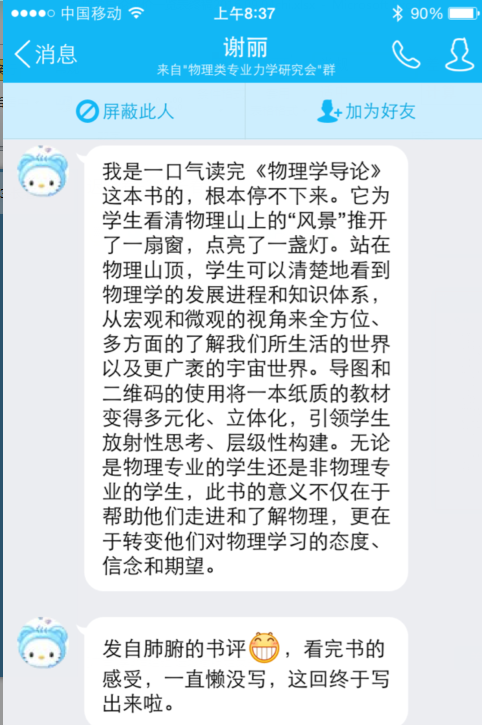 中国移动 上午8:37 90%
消息 谢丽
来自"物理类专业力学研究会"群
屏蔽此人 加为好友
我是一口气读完《物理学导论》
这本书的，根本停不下来。它为
学生看清物理山上的“风景”推开
了一扇窗，点亮了一盏灯。站在
物理山顶，学生可以清楚地看到
物理学的发展进程和知识体系，
从宏观和微观的视角来全方位、
多方面的了解我们所生活的世界
以及更广袤的宇宙世界。导图和
二维码的使用将一本纸质的教材
变得多元化、立体化，引领学生
放射性思考、层级性构建。无论
是物理专业的学生还是非物理专
业的学生，此书的意义不仅在于
帮助他们走进和了解物理，更在
于转变他们对物理学习的态度、
信念和期望。
发自肺腑的书评，看完书的
感受，一直懒没写，这回终于写
出来啦。